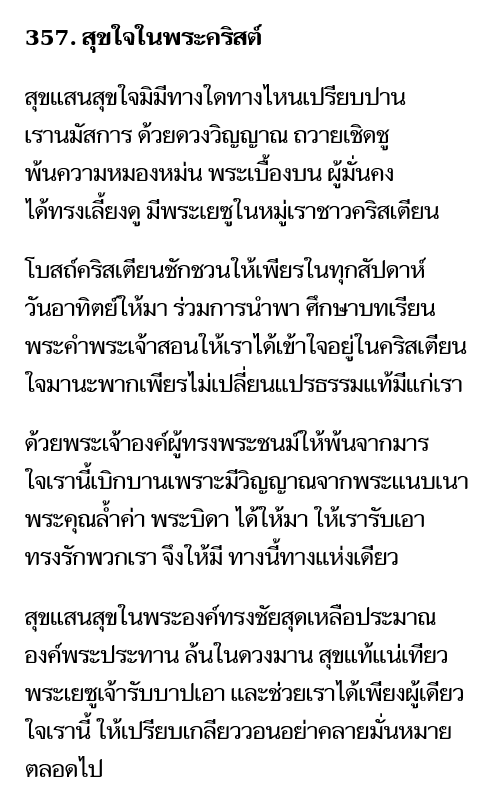 357. สุขใจในพระคริสต์
สุขแสนสุขใจมิมีทางใดทางไหนเปรียบปาน
เรานมัสการ ด้วยดวงวิญญาณ ถวายเชิดชู
พ้นความหมองหม่น พระเบื้องบน ผู้มั่นคง
ได้ทรงเลี้ยงดู มีพระเยซูในหมู่เราชาวคริสเตียน
โบสถ์คริสเตียนชักชวนให้เพียรในทุกสัปดาห์
วันอาทิตย์ให้มา ร่วมการนำพา ศึกษาบทเรียน
พระคำพระเจ้าสอนให้เราได้เข้าใจอยู่ในคริสเตียน
ใจมานะพากเพียรไม่เปลี่ยนแปรธรรมแท้มีแก่เรา
ด้วยพระเจ้าองค์ผู้ทรงพระชนม์ให้พ้นจากมาร
ใจเรานี้เบิกบานเพราะมีวิญญาณจากพระแนบเนา
พระคุณล้ำค่า พระบิดา ได้ให้มา ให้เรารับเอา
ทรงรักพวกเรา จึงให้มี ทางนี้ทางแห่งเดียว
สุขแสนสุขในพระองค์ทรงชัยสุดเหลือประมาณ
องค์พระประทาน ล้นในดวงมาน สุขแท้แน่เทียว
พระเยซูเจ้ารับบาปเอา และช่วยเราได้เพียงผู้เดียว
ใจเรานี้ ให้เปรียบเกลียววอนอย่าคลายมั่นหมาย
ตลอดไป